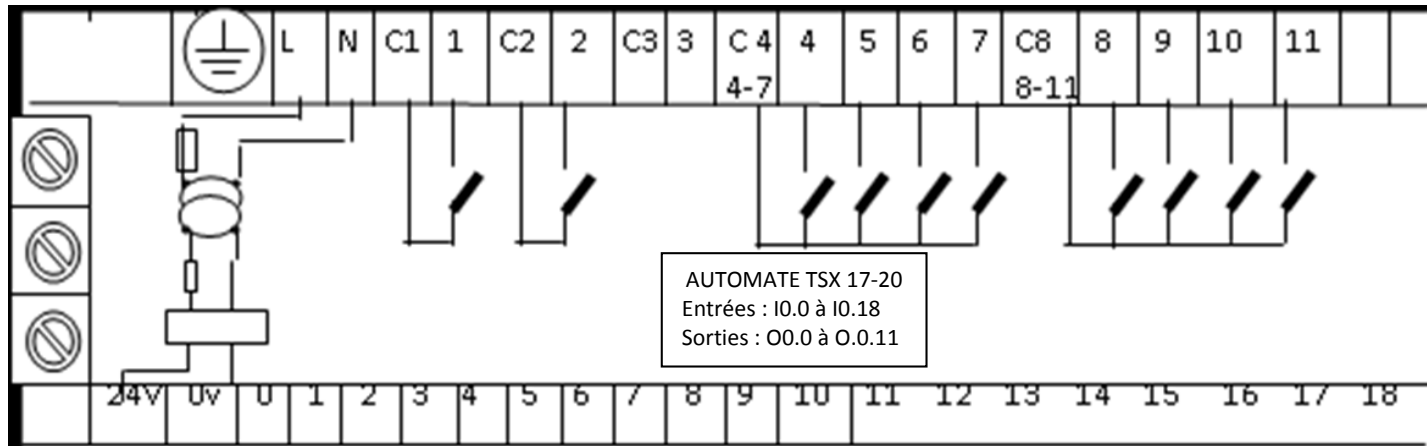 L N C1 1 C2 2 C3 3 C 4 4 5 6 7 C8 8 9 10 11
4-7 8-11
AUTOMATE TSX 17-20
Entrées : I0.0 à I0.18
Sorties : O0.0 à O.0.11
24V 0v 0 1 2 3 4 5 6 7 8 9 10 11 12 13 14 15 16 17 18